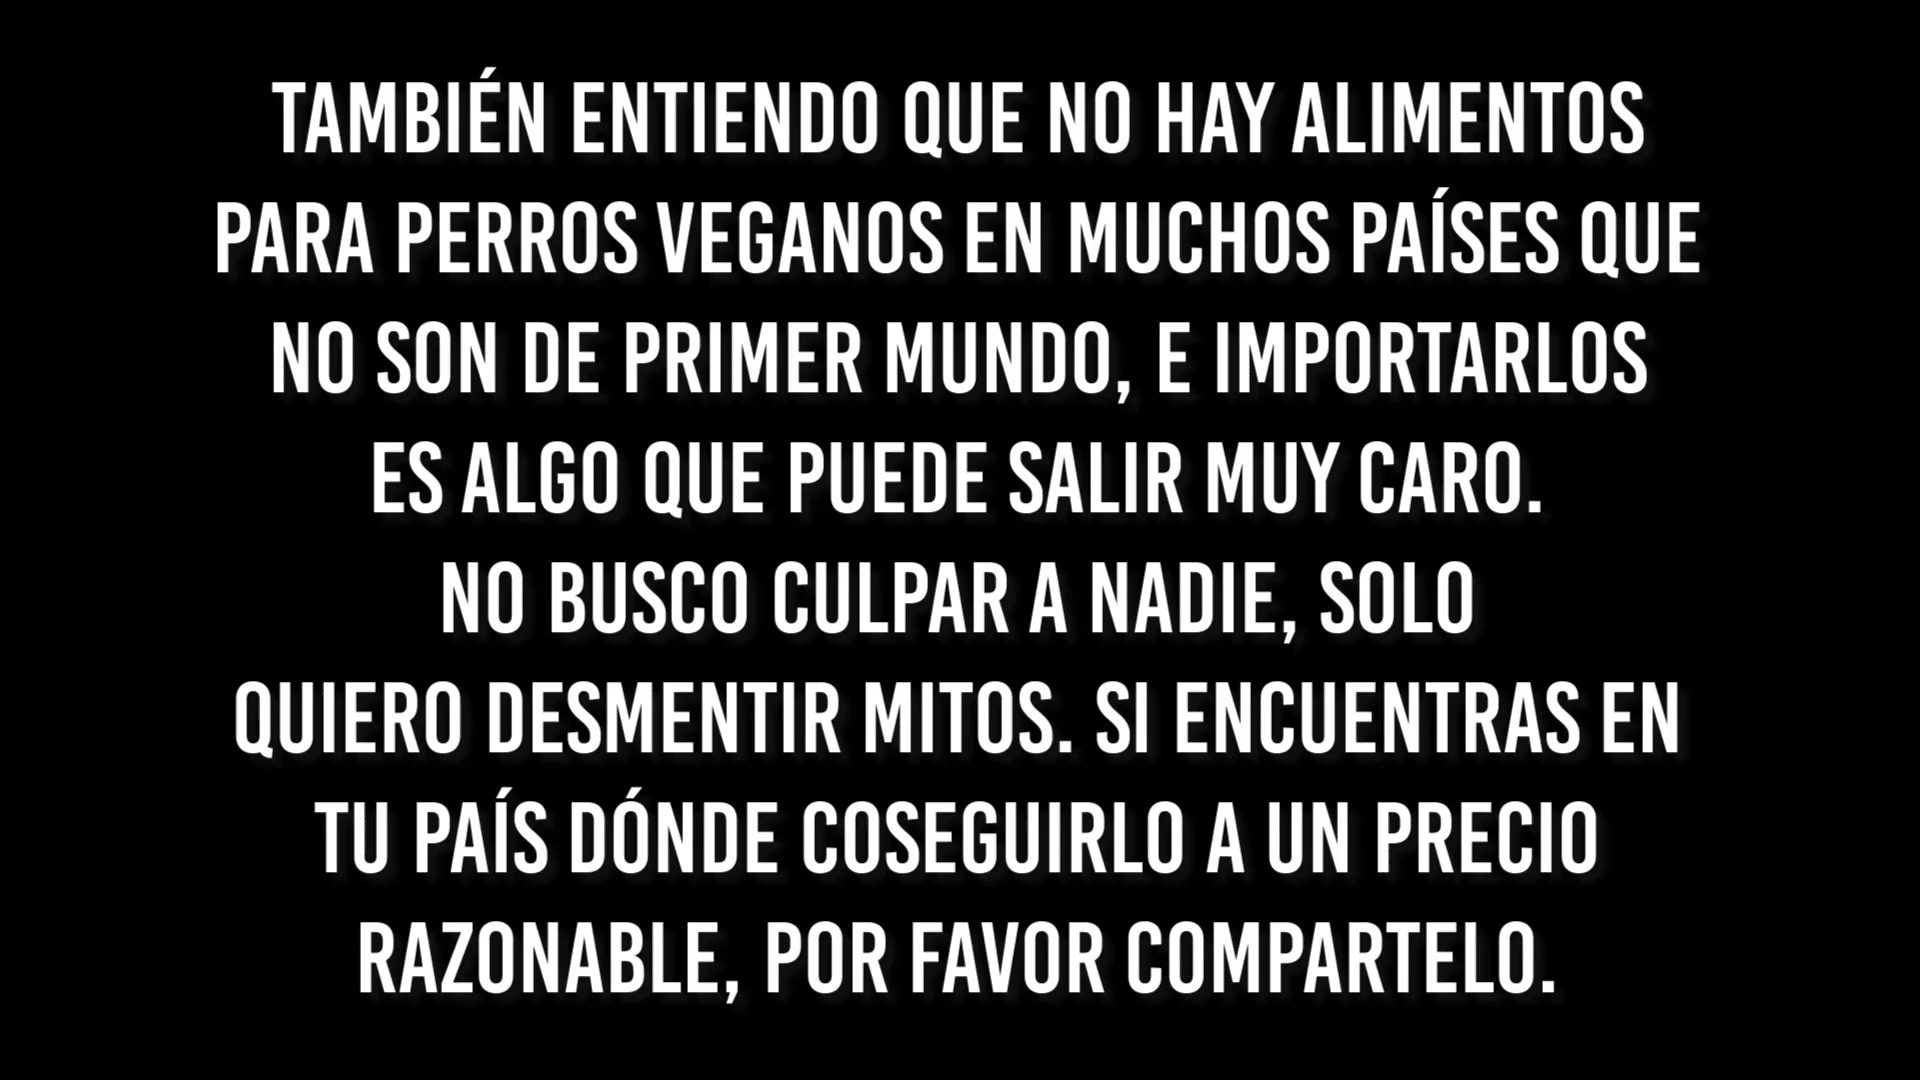 TAMBIÉN ENTIENDO QUE NO HAY ALIMENTOS
PARA PERROS VEGANOS EN MUCHOS PAÍSES QUE
NO SON DE PRIMER MUNDO, E IMPORTARLOS
ES ALGO QUE PUEDE SALIR MUY CARO.
NO BUSCO CULPAR A NADIE, SOLO
QUIERO DESMENTIR MITOS. SI ENCUENTRAS EN
TU PAÍS DÓNDE COSEGUIRLO A UN PRECIO
RAZONABLE, POR FAVOR COMPARTELO.